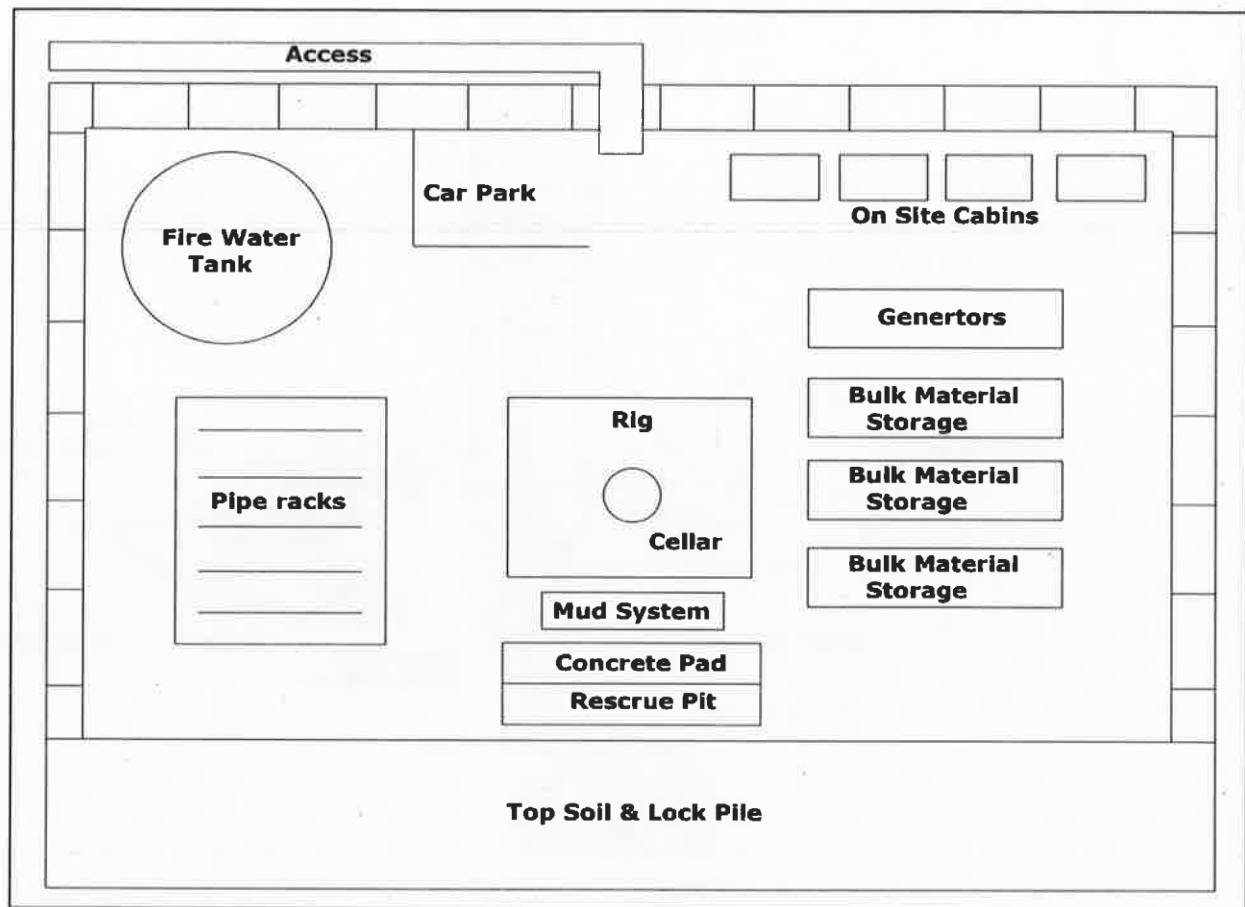 Access
Car Park
Fire Water
Tank
On Site Cabins
Genertors
Bulk Material
Storage
Rig
Pipe racks
Bulk Material
Storage
Cellar
Bulk Material
Storage
Mud System
Concrete Pad
Rescrue Pit
Top Soil & Lock Pile